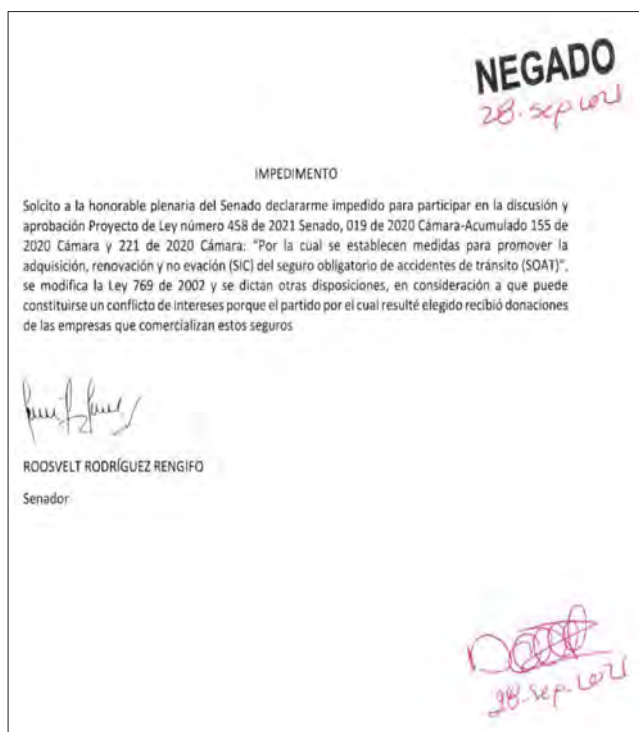 NEGADO
28. sep 2021
IMPEDIMENTO
Solcito a la honorable plenaria del Senado declararme impedido para participar en la discusión y
aprobación Proyecto de Ley número 458 de 2021 Senado, 019 de 2020 Cámara-Acumulado 155 de
2020 Cámara y 221 de 2020 Cámara: "Por la cual se establecen medidas para promover la
adquisición, renovación y no evación (SIC) del seguro obligatorio de accidentes de tránsito (SOAT)",
se modifica la Ley 769 de 2002 y se dictan otras disposiciones, en consideración a que puede
constituirse un conflicto de intereses porque el partido por el cual resulté elegido recibió donaciones
de las empresas que comercializan estos seguros
ROOSVELT RODRÍGUEZ RENGIFO
Senador
28. sep. 2021